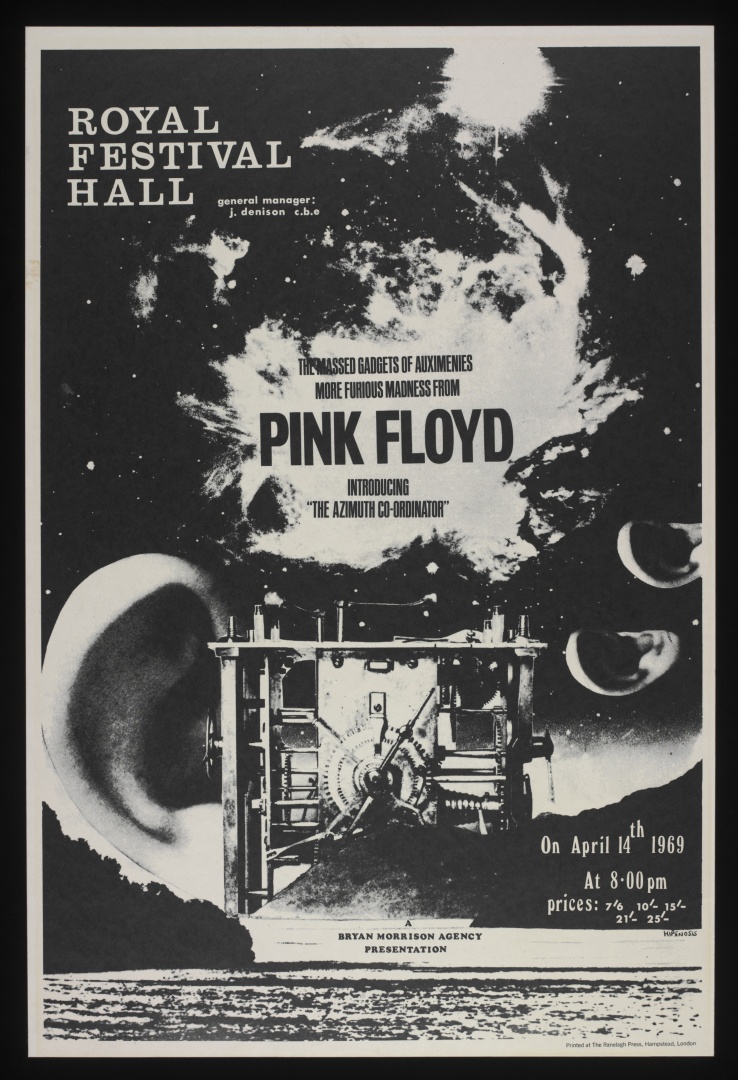 ROYAL
FESTIVAL
HALL
general manager:
j. denison c.b.e
THE MASSED GADGETS OF AUXIMENIES
MORE FURIOUS MADNESS FROM
PINK FLOYD
INTRODUCING
"THE AZIMUTH CO-ORDINATOR"
On April 14th 1969
At 8·00pm
prices: 7/6 10/- 15/-
21/- 25/-
A
BRYAN MORRISON AGENCY
PRESENTATION
HIPGNOSIS
Printed at The Ranelagh Press, Hampstead, London